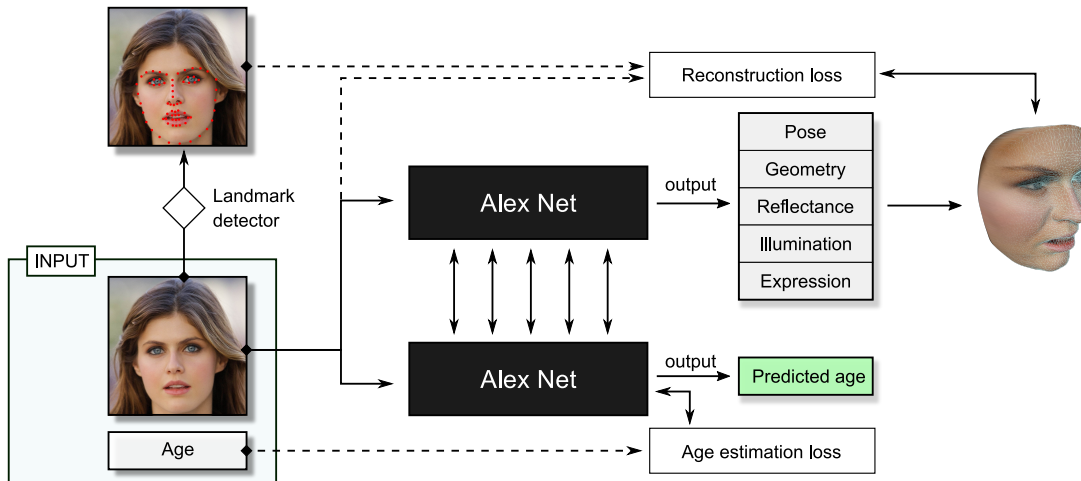 Reconstruction loss
Pose
Geometry
Reflectance
Illumination
Expression
Landmark
detector
Alex Net
output
INPUT
Alex Net
output
Predicted age
Age
Age estimation loss